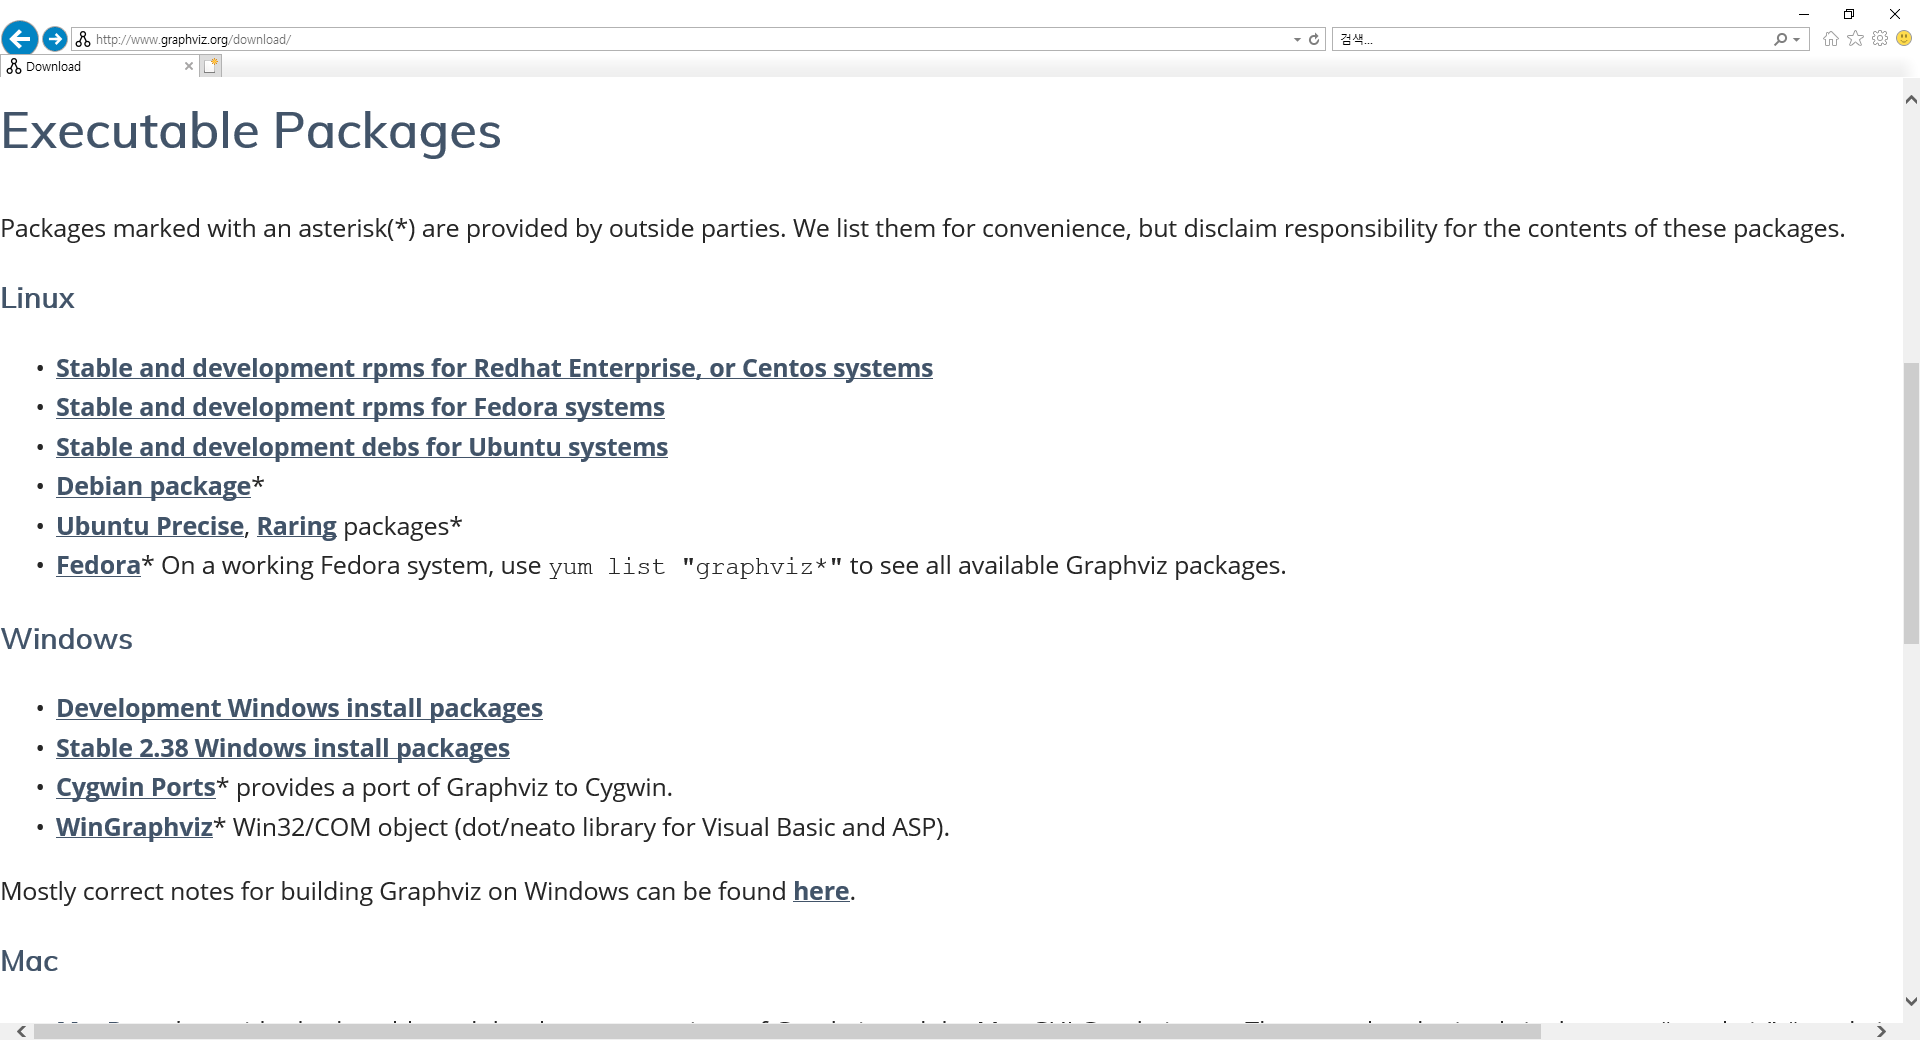 http://www.graphviz.org/download/
검색...
Download
Executable Packages
Packages marked with an asterisk(*) are provided by outside parties. We list them for convenience, but disclaim responsibility for the contents of these packages.
Linux
• Stable and development rpms for Redhat Enterprise, or Centos systems
• Stable and development rpms for Fedora systems
• Stable and development debs for Ubuntu systems
• Debian package*
• Ubuntu Precise, Raring packages*
• Fedora* On a working Fedora system, use yum list "graphviz*" to see all available Graphviz packages.
Windows
• Development Windows install packages
• Stable 2.38 Windows install packages
• Cygwin Ports* provides a port of Graphviz to Cygwin.
• WinGraphviz* Win32/COM object (dot/neato library for Visual Basic and ASP).
Mostly correct notes for building Graphviz on Windows can be found here.
Mac